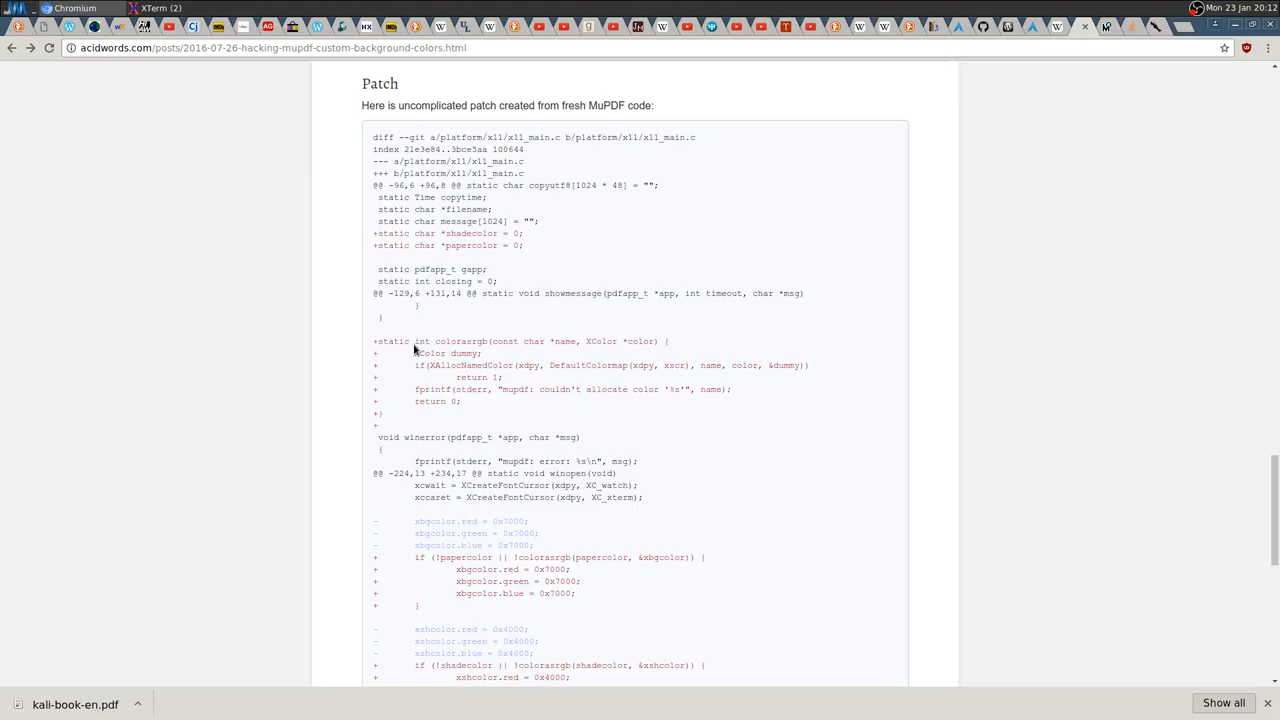 Chromium
XTerm (2)
Mon 23 Jan 20:12
acidwords.com/posts/2016-07-26-hacking-mupdf-custom-background-colors.html
Patch
Here is uncomplicated patch created from fresh MuPDF code:
diff --git a/platform/x11/x11_main.c b/platform/x11/x11_main.c
index 21e3e84..3bce5aa 100644
--- a/platform/x11/x11_main.c
+++ b/platform/x11/x11_main.c
@@ -96,6 +96,8 @@ static char copyutf8[1024 * 48] = "";
 static Time copytime;
 static char *filename;
 static char message[1024] = "";
+static char *shadecolor = 0;
+static char *papercolor = 0;
 static pdfapp_t gapp;
 static int closing = 0;
@@ -129,6 +131,14 @@ static void showmessage(pdfapp_t *app, int timeout, char *msg)
        }
 }
+static int colorasrgb(const char *name, XColor *color) {
+       XColor dummy;
+       if(XAllocNamedColor(xdpy, DefaultColormap(xdpy, xscr), name, color, &dummy))
+               return 1;
+       fprintf(stderr, "mupdf: couldn't allocate color '%s'", name);
+       return 0;
+}
+
 void winerror(pdfapp_t *app, char *msg)
 {
        fprintf(stderr, "mupdf: error: %s\n", msg);
@@ -224,13 +234,17 @@ static void winopen(void)
        xcwait = XCreateFontCursor(xdpy, XC_watch);
        xccaret = XCreateFontCursor(xdpy, XC_xterm);
-       xbgcolor.red = 0x7000;
-       xbgcolor.green = 0x7000;
-       xbgcolor.blue = 0x7000;
+       if (!papercolor || !colorasrgb(papercolor, &xbgcolor)) {
+               xbgcolor.red = 0x7000;
+               xbgcolor.green = 0x7000;
+               xbgcolor.blue = 0x7000;
+       }
-       xshcolor.red = 0x4000;
-       xshcolor.green = 0x4000;
-       xshcolor.blue = 0x4000;
+       if (!shadecolor || !colorasrgb(shadecolor, &xshcolor)) {
+               xshcolor.red = 0x4000;
kali-book-en.pdf
Show all